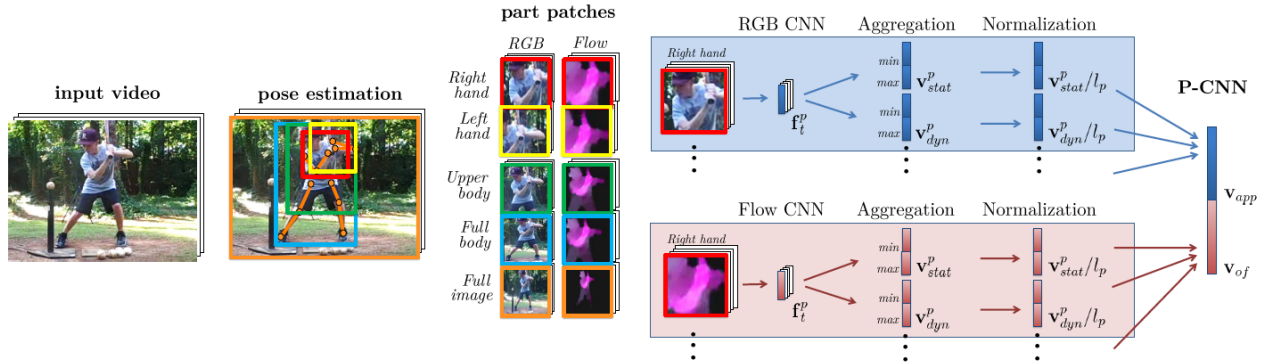 input video
pose estimation
part patches
RGB Flow
Right
hand
Left
hand
Upper
body
Full
body
Full
image
RGB CNN Aggregation Normalization
Right hand
min
max
v^p_stat
v^p_stat/l_p
f^p_t
min
max
v^p_dyn
v^p_dyn/l_p
Flow CNN Aggregation Normalization
Right hand
min
max
v^p_stat
v^p_stat/l_p
f^p_t
min
max
v^p_dyn
v^p_dyn/l_p
P-CNN
v_app
v_of